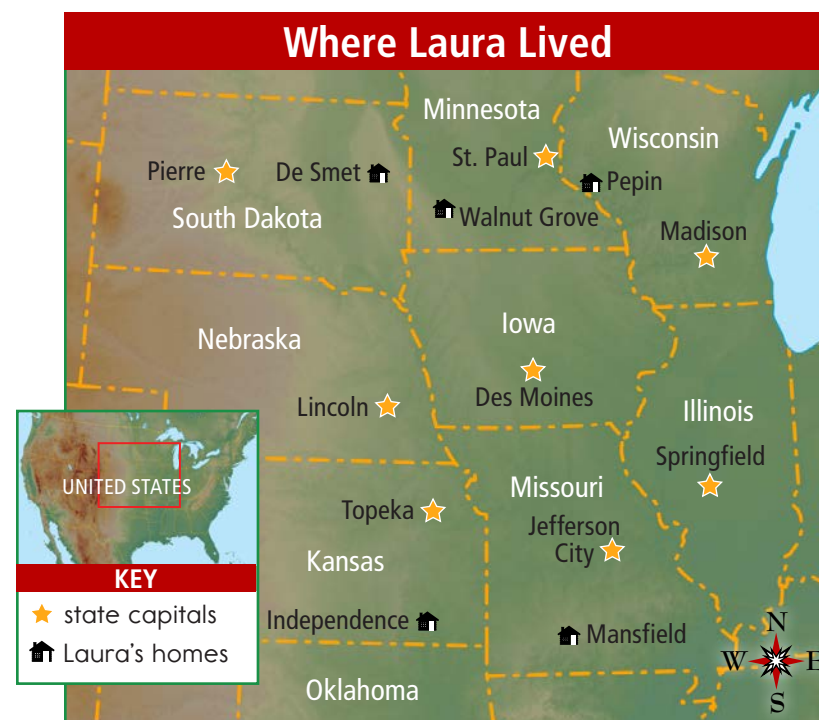 Where Laura Lived
Minnesota
Wisconsin
St. Paul
Pierre
De Smet
Pepin
South Dakota
Walnut Grove
Madison
Iowa
Nebraska
Des Moines
Lincoln
Illinois
Springfield
UNITED STATES
Missouri
Topeka
Jefferson
City
Kansas
KEY
state capitals
Laura's homes
Independence
Mansfield
Oklahoma
N
W
E
S